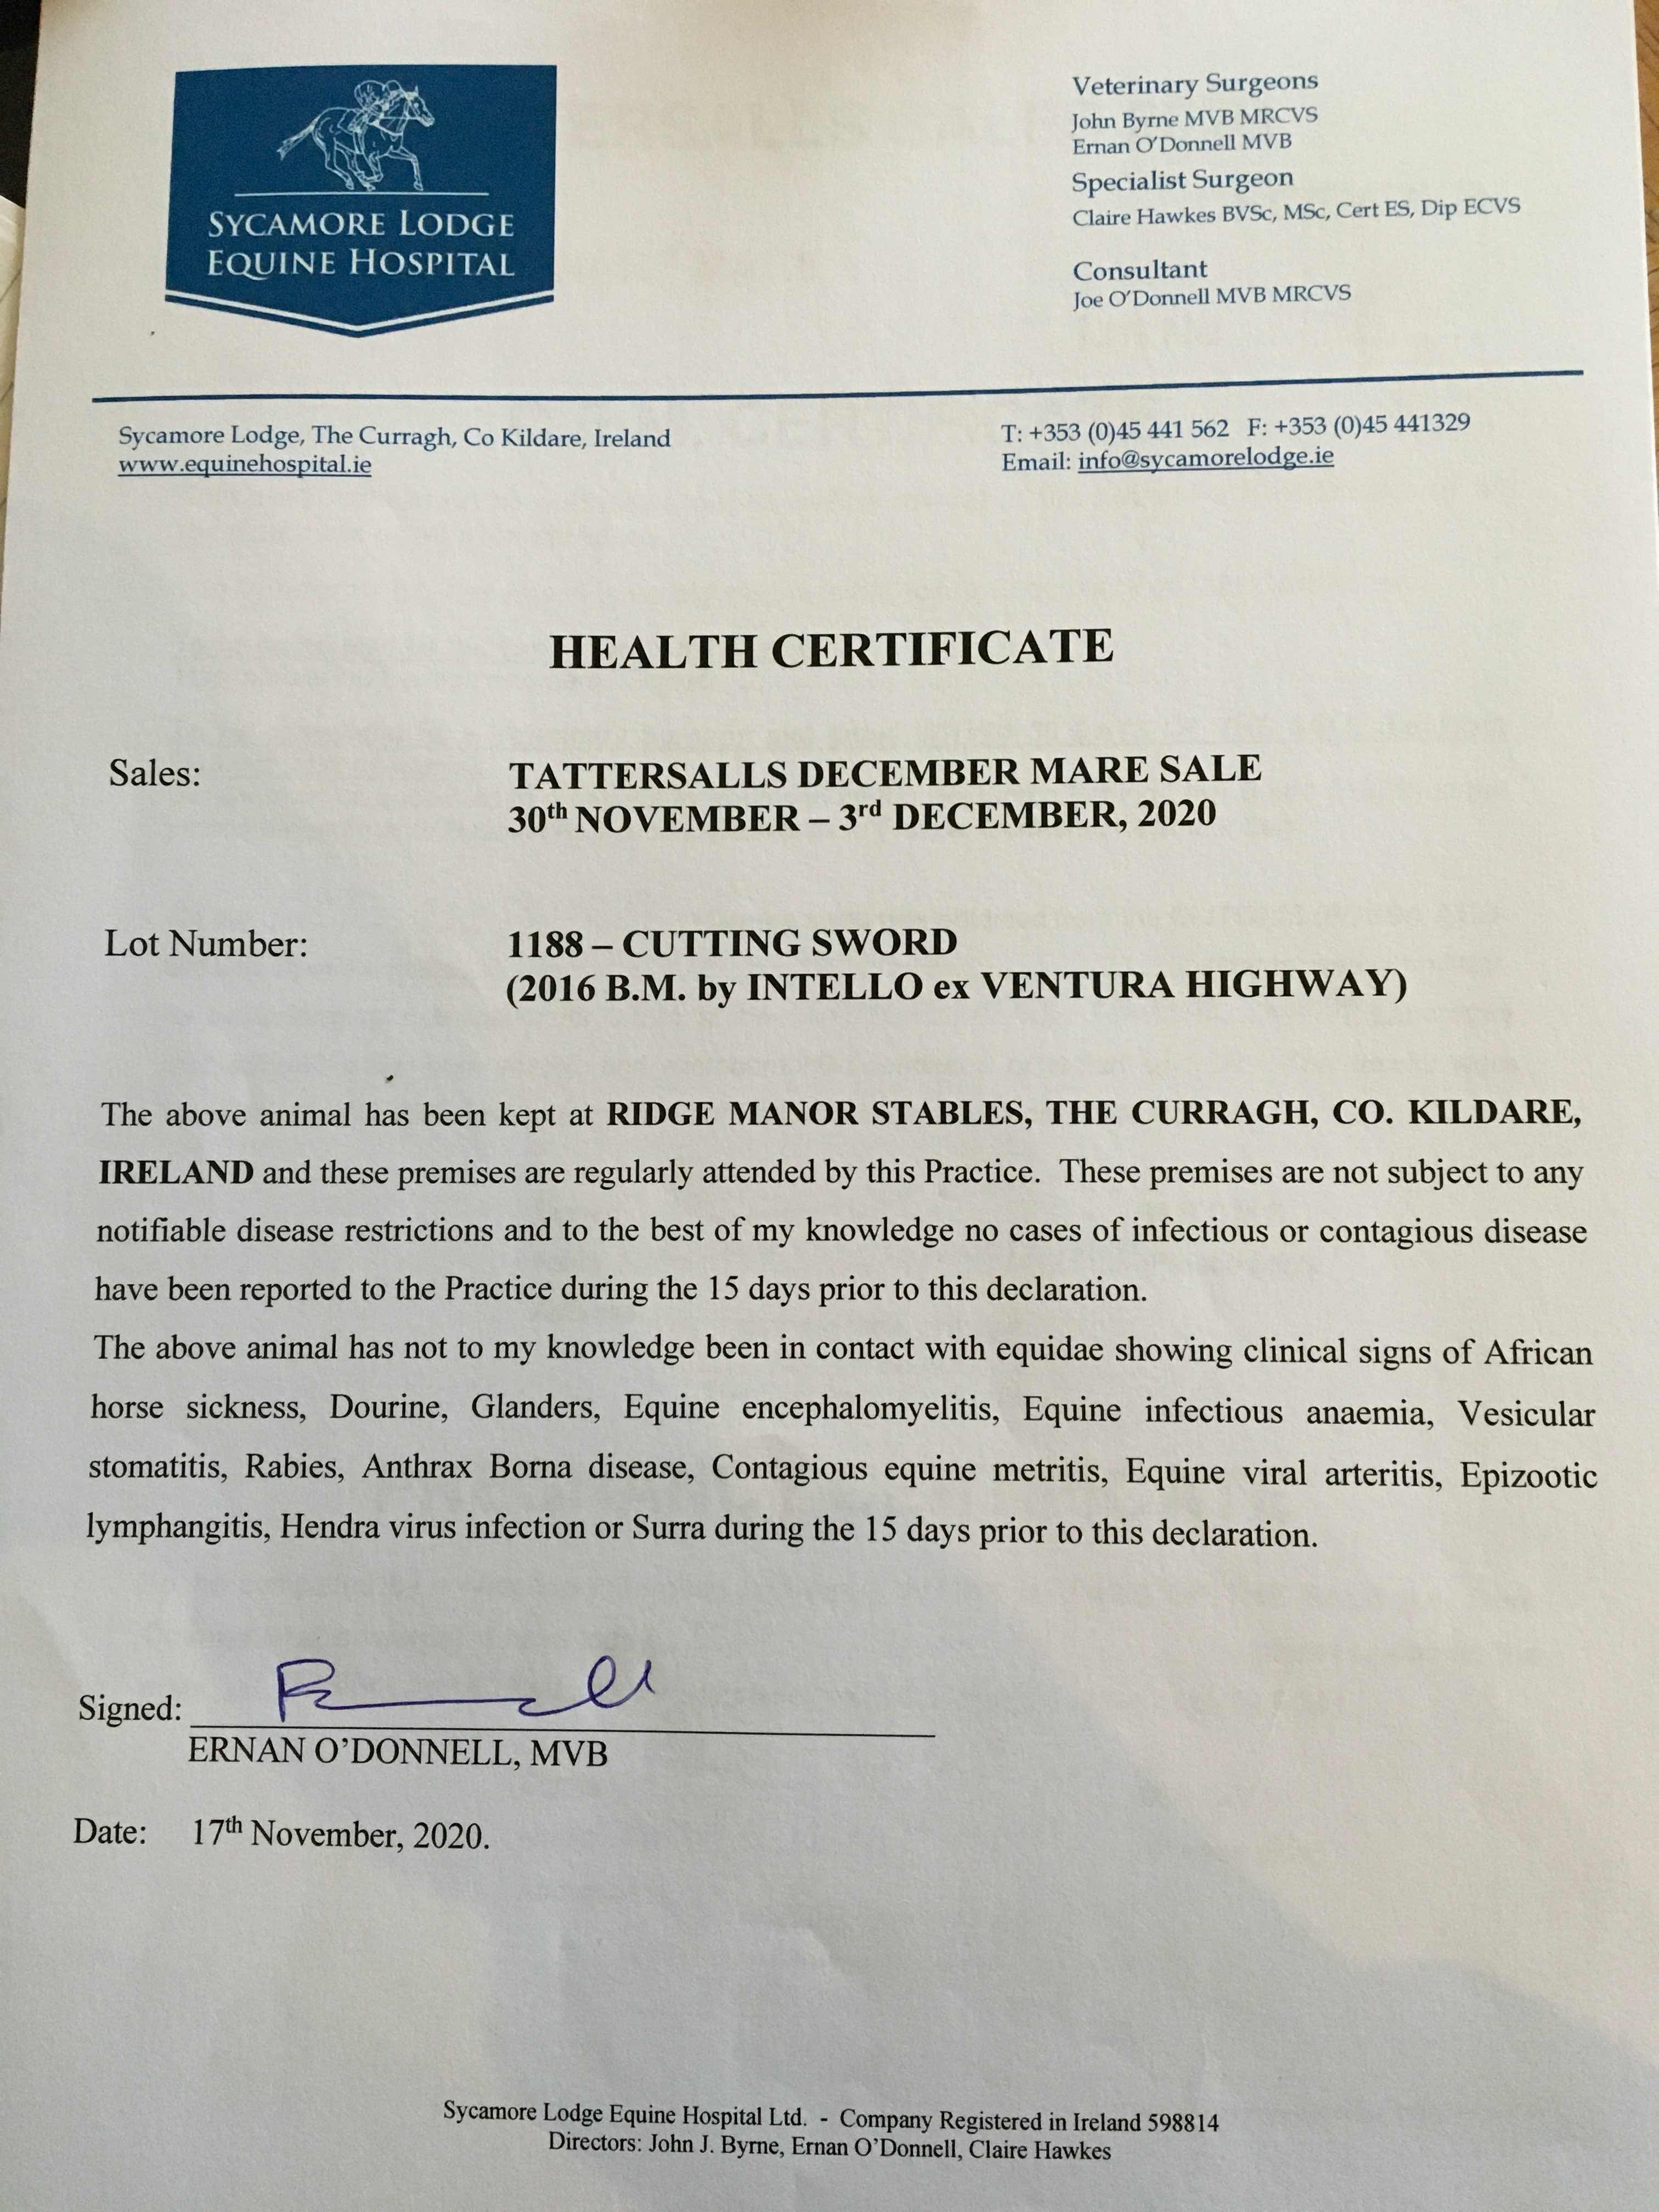 SYCAMORE LODGE
EQUINE HOSPITAL
Veterinary Surgeons
John Byrne MVB MRCVS
Ernan O'Donnell MVB
Specialist Surgeon
Claire Hawkes BVSc, MSc, Cert ES, Dip ECVS
Consultant
Joe O'Donnell MVB MRCVS
Sycamore Lodge, The Curragh, Co Kildare, Ireland
www.equinehospital.ie
T: +353 (0)45 441 562 F: +353 (0)45 441329
Email: info@sycamorelodge.ie
HEALTH CERTIFICATE
Sales: TATTERSALLS DECEMBER MARE SALE
30th NOVEMBER – 3rd DECEMBER, 2020
Lot Number: 1188 – CUTTING SWORD
(2016 B.M. by INTELLO ex VENTURA HIGHWAY)
The above animal has been kept at RIDGE MANOR STABLES, THE CURRAGH, CO. KILDARE,
IRELAND and these premises are regularly attended by this Practice. These premises are not subject to any
notifiable disease restrictions and to the best of my knowledge no cases of infectious or contagious disease
have been reported to the Practice during the 15 days prior to this declaration.
The above animal has not to my knowledge been in contact with equidae showing clinical signs of African
horse sickness, Dourine, Glanders, Equine encephalomyelitis, Equine infectious anaemia, Vesicular
stomatitis, Rabies, Anthrax Borna disease, Contagious equine metritis, Equine viral arteritis, Epizootic
lymphangitis, Hendra virus infection or Surra during the 15 days prior to this declaration.
Signed:
ERNAN O'DONNELL, MVB
Date: 17th November, 2020.
Sycamore Lodge Equine Hospital Ltd. - Company Registered in Ireland 598814
Directors: John J. Byrne, Ernan O'Donnell, Claire Hawkes